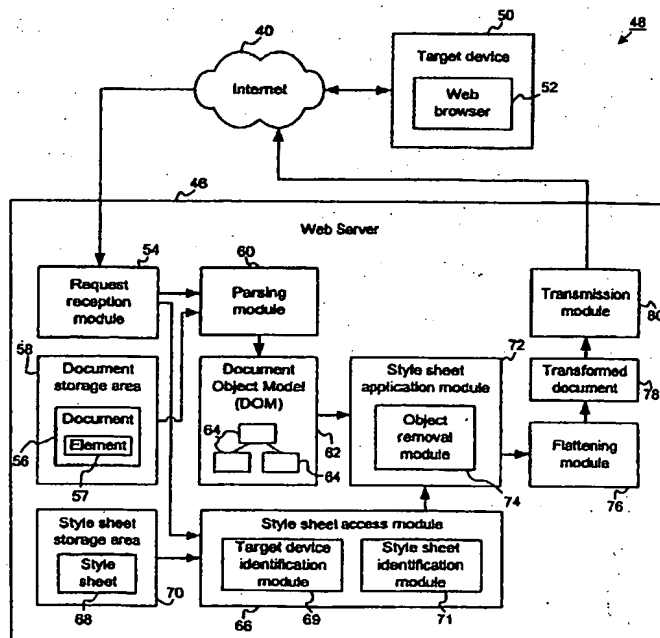 50
48
40
Target device
Internet
Web
browser
52
46
Web Server
54
60
Request
reception
module
Parsing
module
Transmission
module
80
58
Document
storage area
Document
Element
56
57
Document
Object Model
(DOM)
64
64
62
72
Style sheet
application module
Object
removal
module
74
Transformed
document
78
Flattening
module
76
Style sheet
storage area
Style
sheet
68
70
Style sheet access module
Target device
identification
module
Style sheet
identification
module
66
69
71